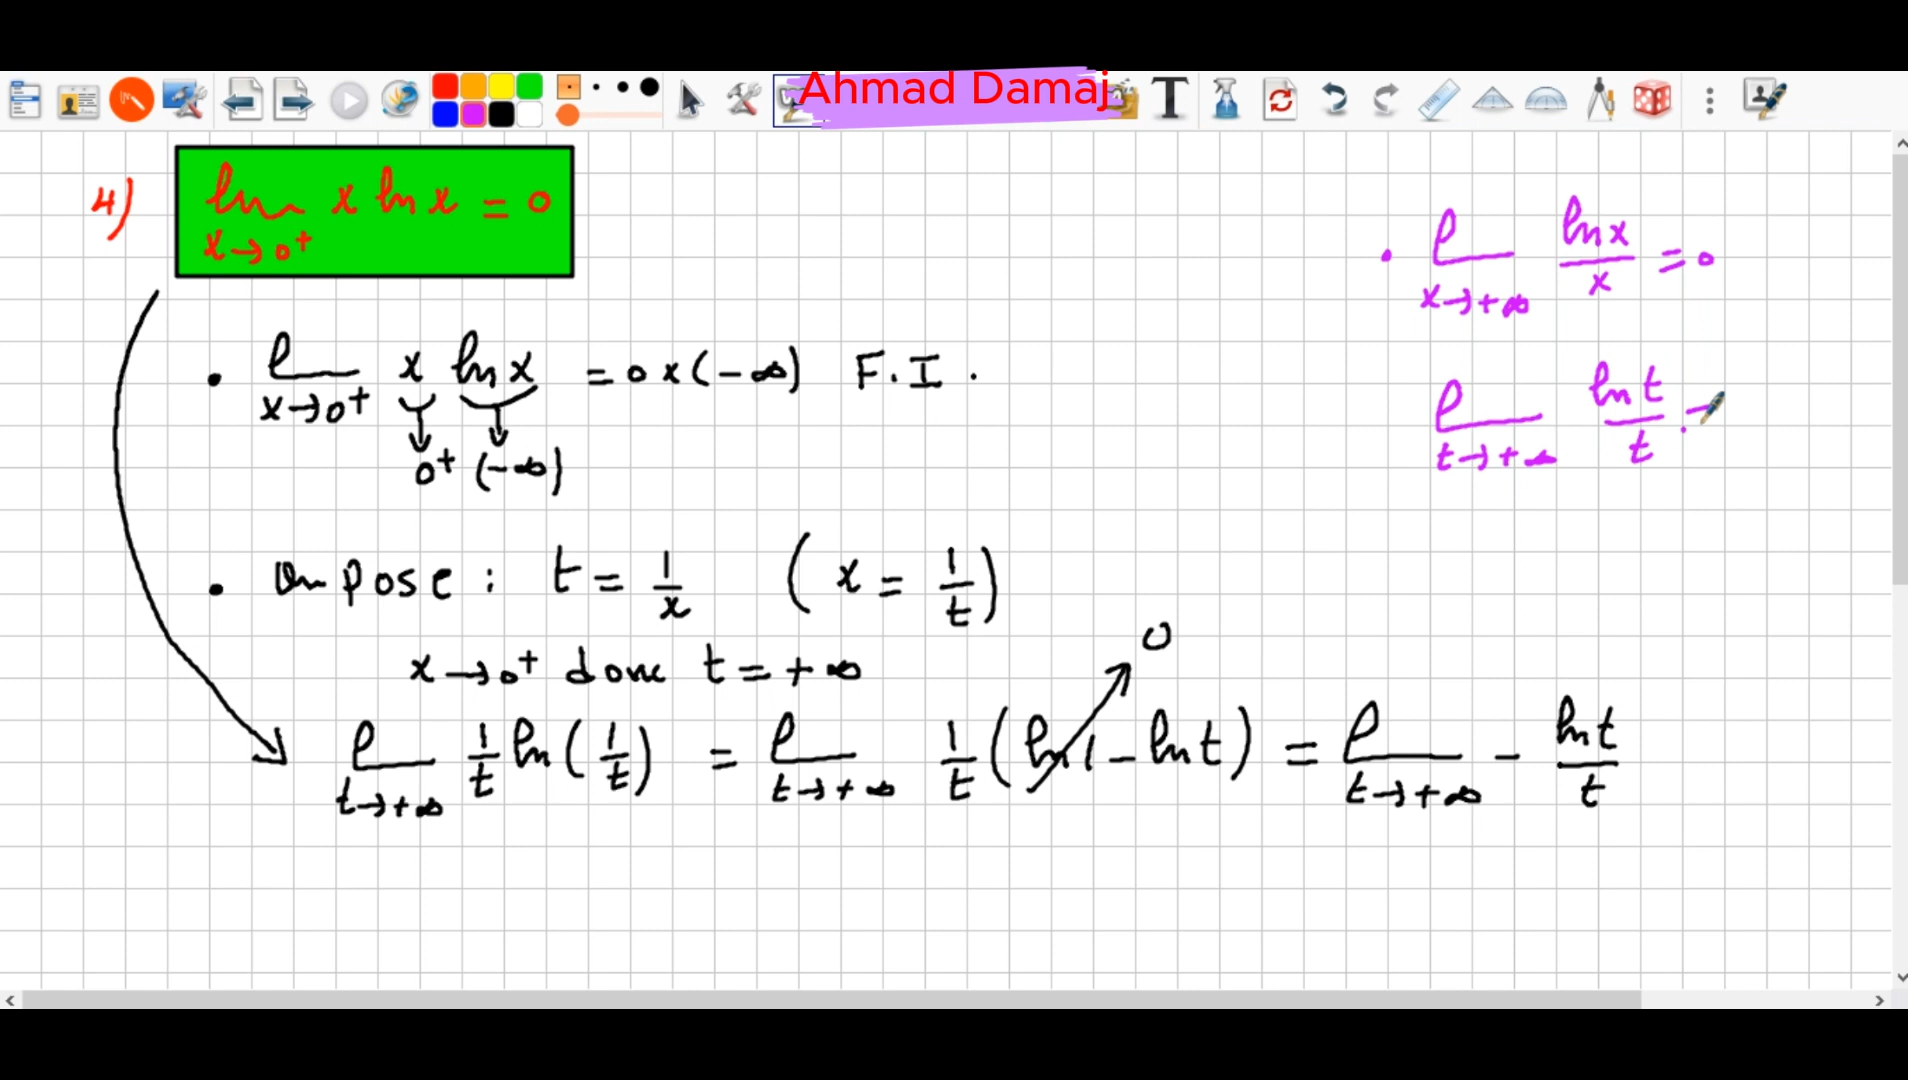 Ahmad Damaj
T
4) lim x ln x = 0
x→0⁺
• lim ln x / x = 0
x→+∞
• lim x ln x = 0 × (-∞) F.I.
x→0⁺
0⁺ (-∞)
lim ln t / t =
t→+∞
• On pose : t = 1/x ( x = 1/t )
x→0⁺ donc t = +∞
0
lim 1/t ln(1/t) = lim 1/t (ln 1 - ln t) = lim - ln t / t
t→+∞ t→+∞ t→+∞